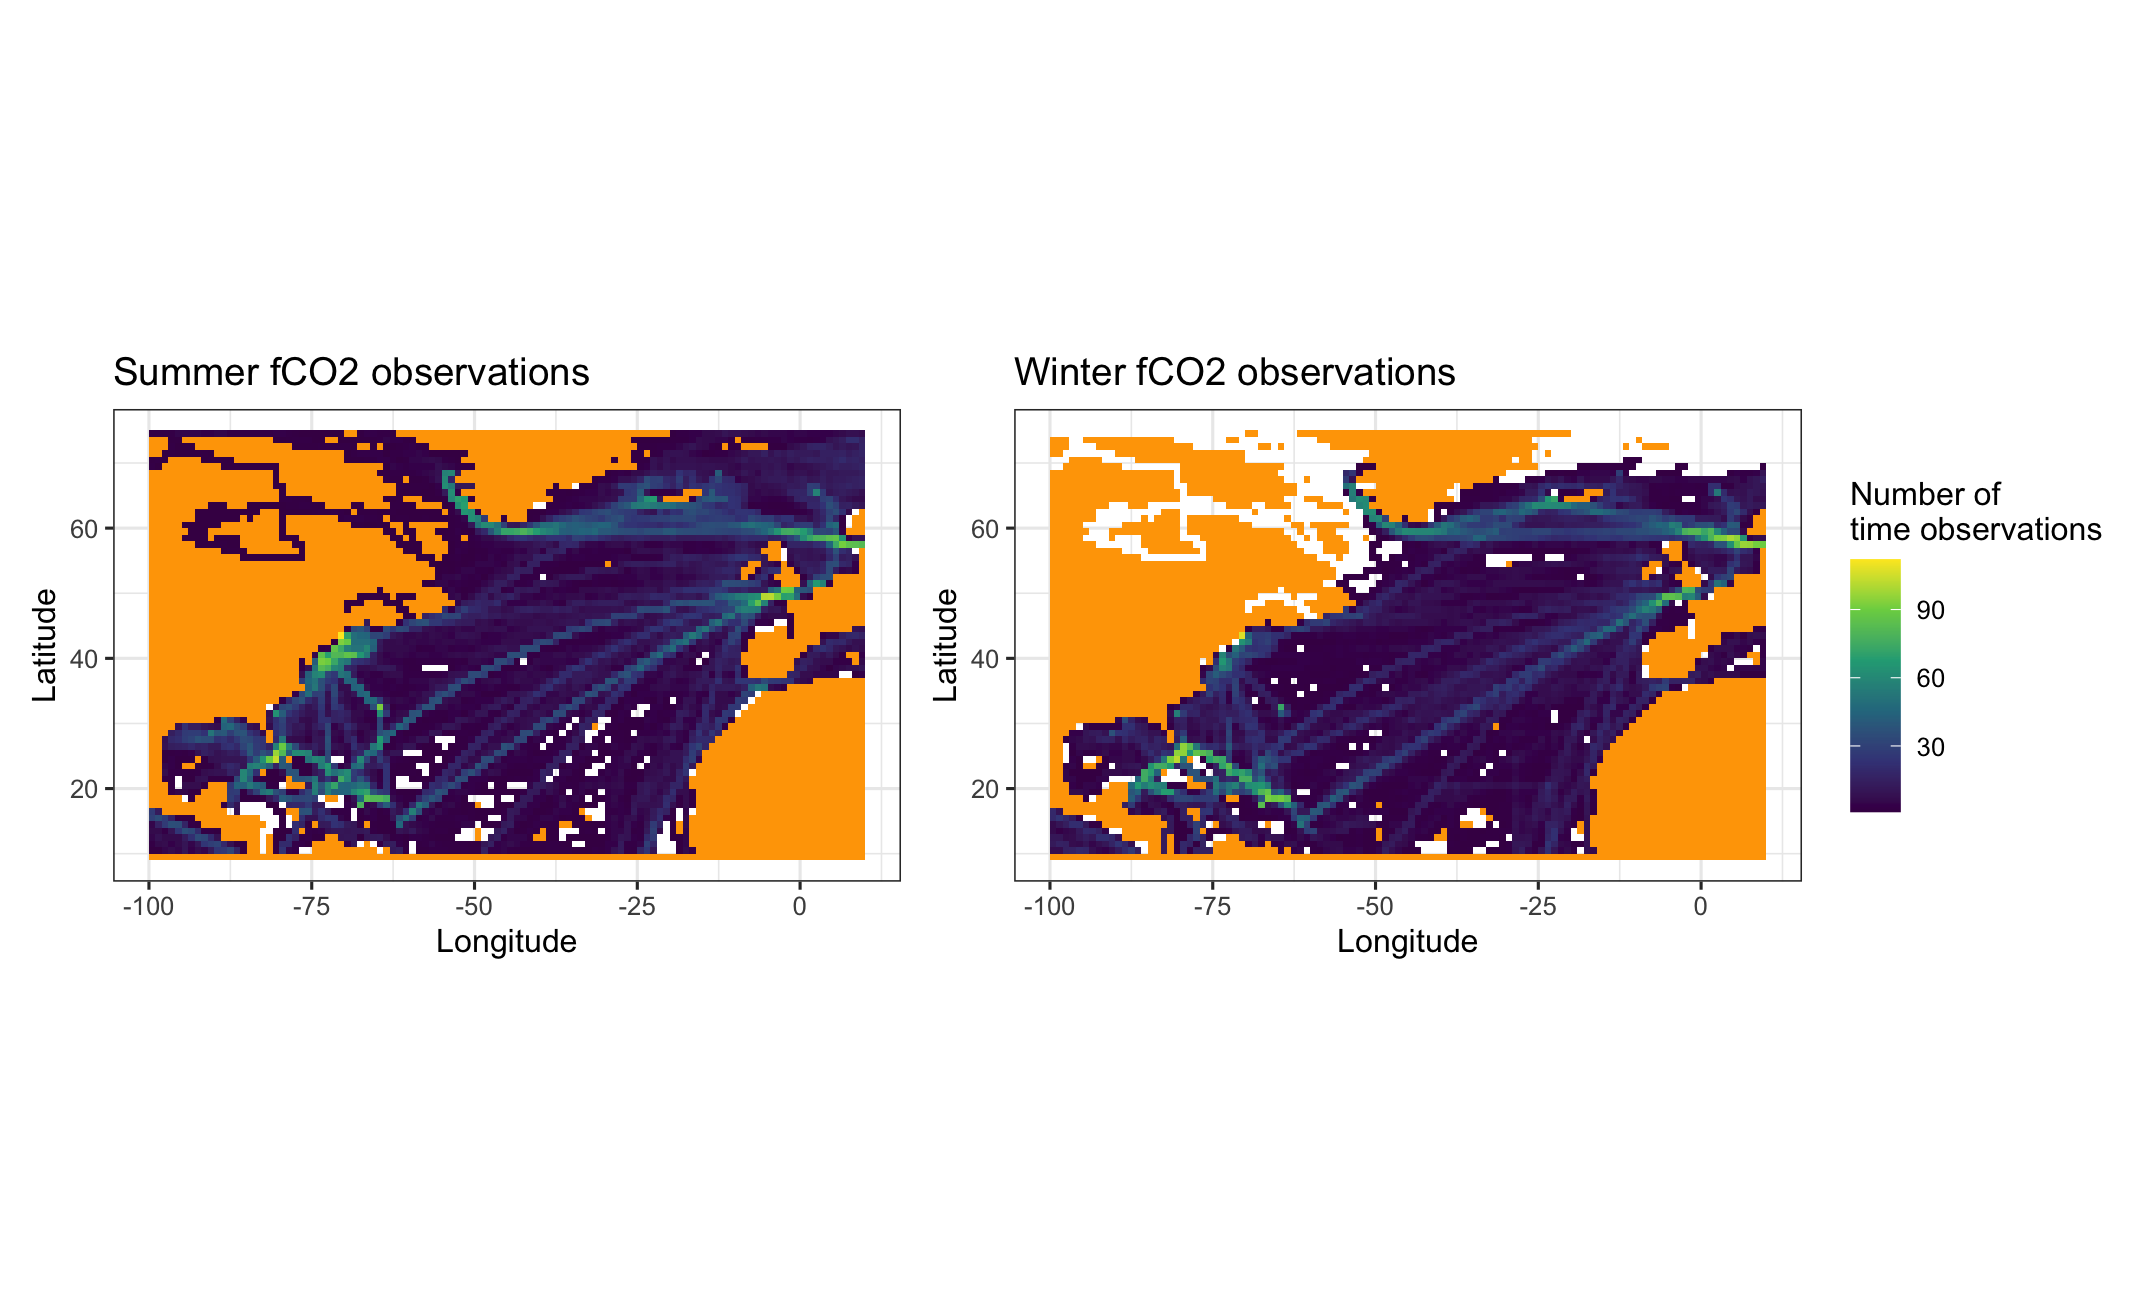 Summer fCO2 observations
Latitude
60
40
20
-100 -75 -50 -25 0
Longitude
Winter fCO2 observations
Latitude
60
40
20
-100 -75 -50 -25 0
Longitude
Number of
time observations
90
60
30